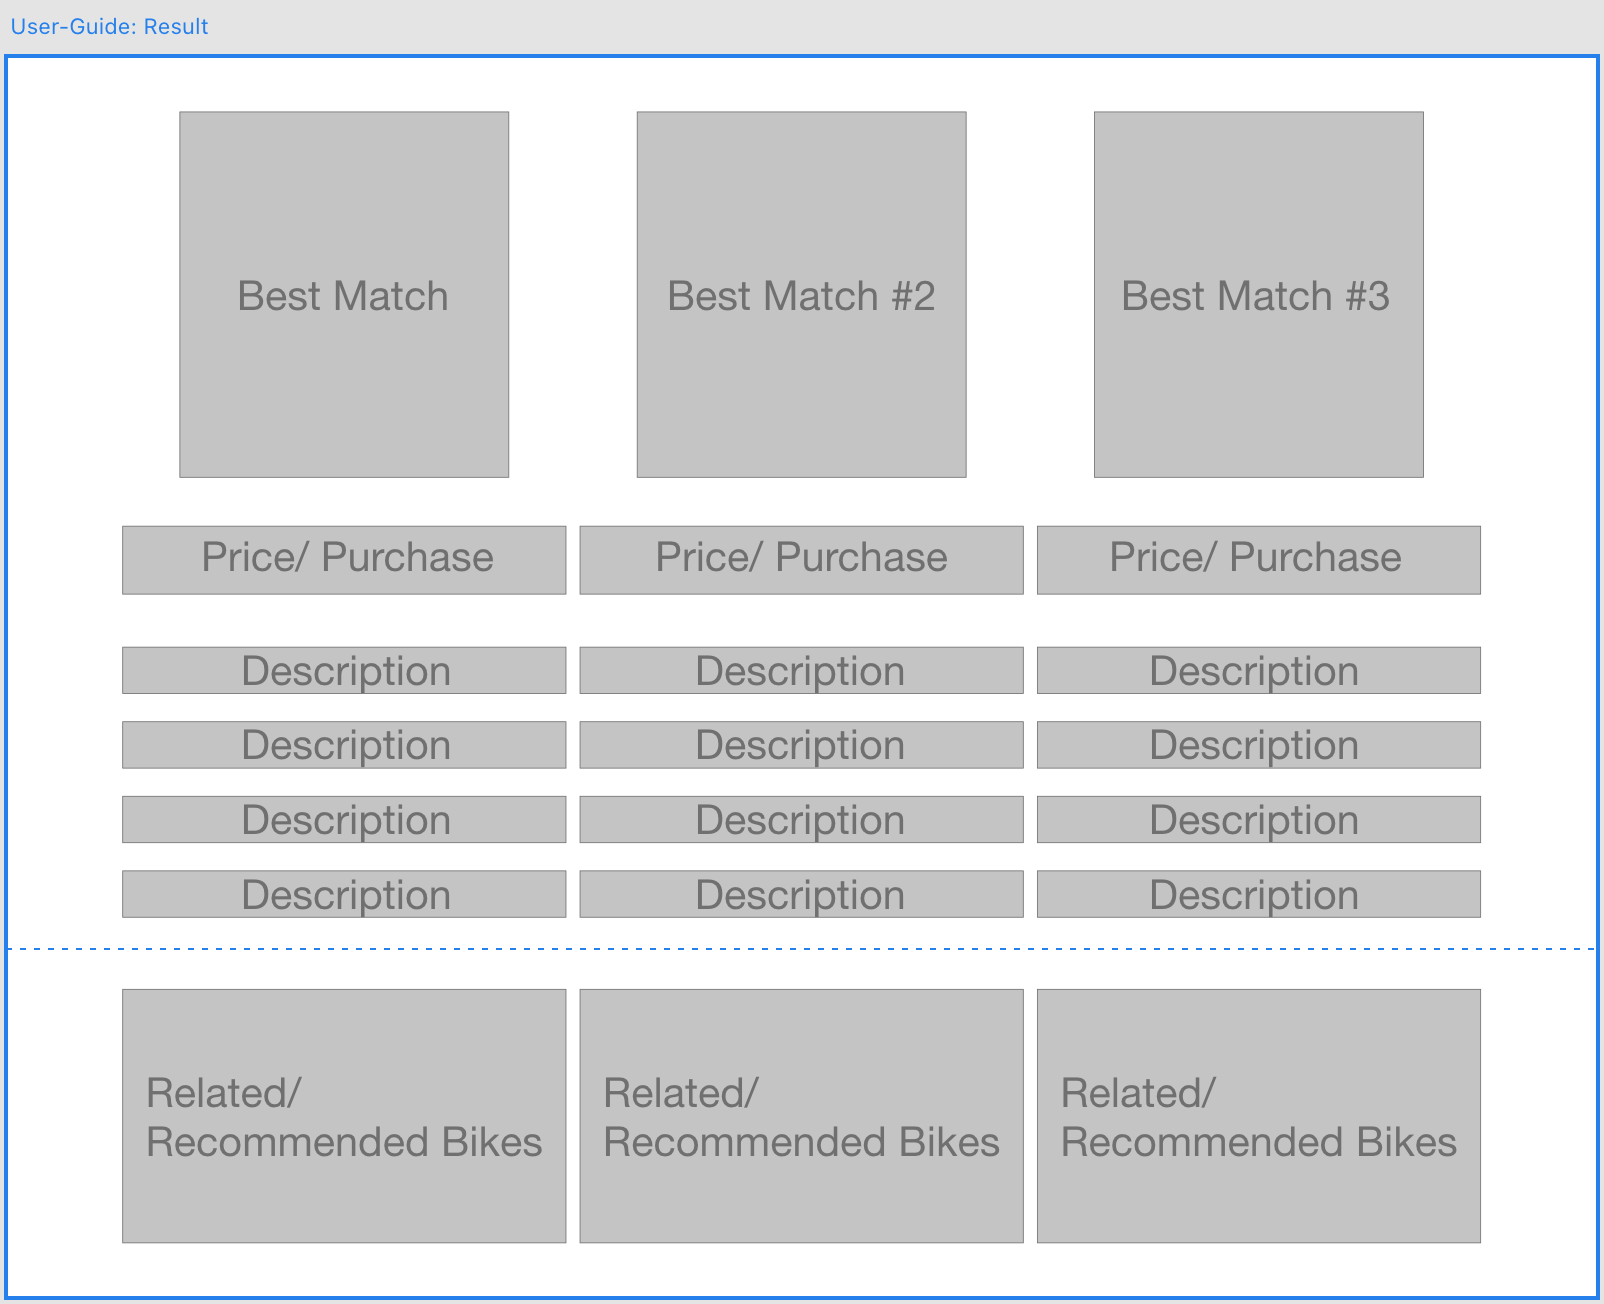 User-Guide: Result
Best Match
Best Match #2
Best Match #3
Price/ Purchase
Price/ Purchase
Price/ Purchase
Description
Description
Description
Description
Description
Description
Description
Description
Description
Description
Description
Description
Related/
Recommended Bikes
Related/
Recommended Bikes
Related/
Recommended Bikes